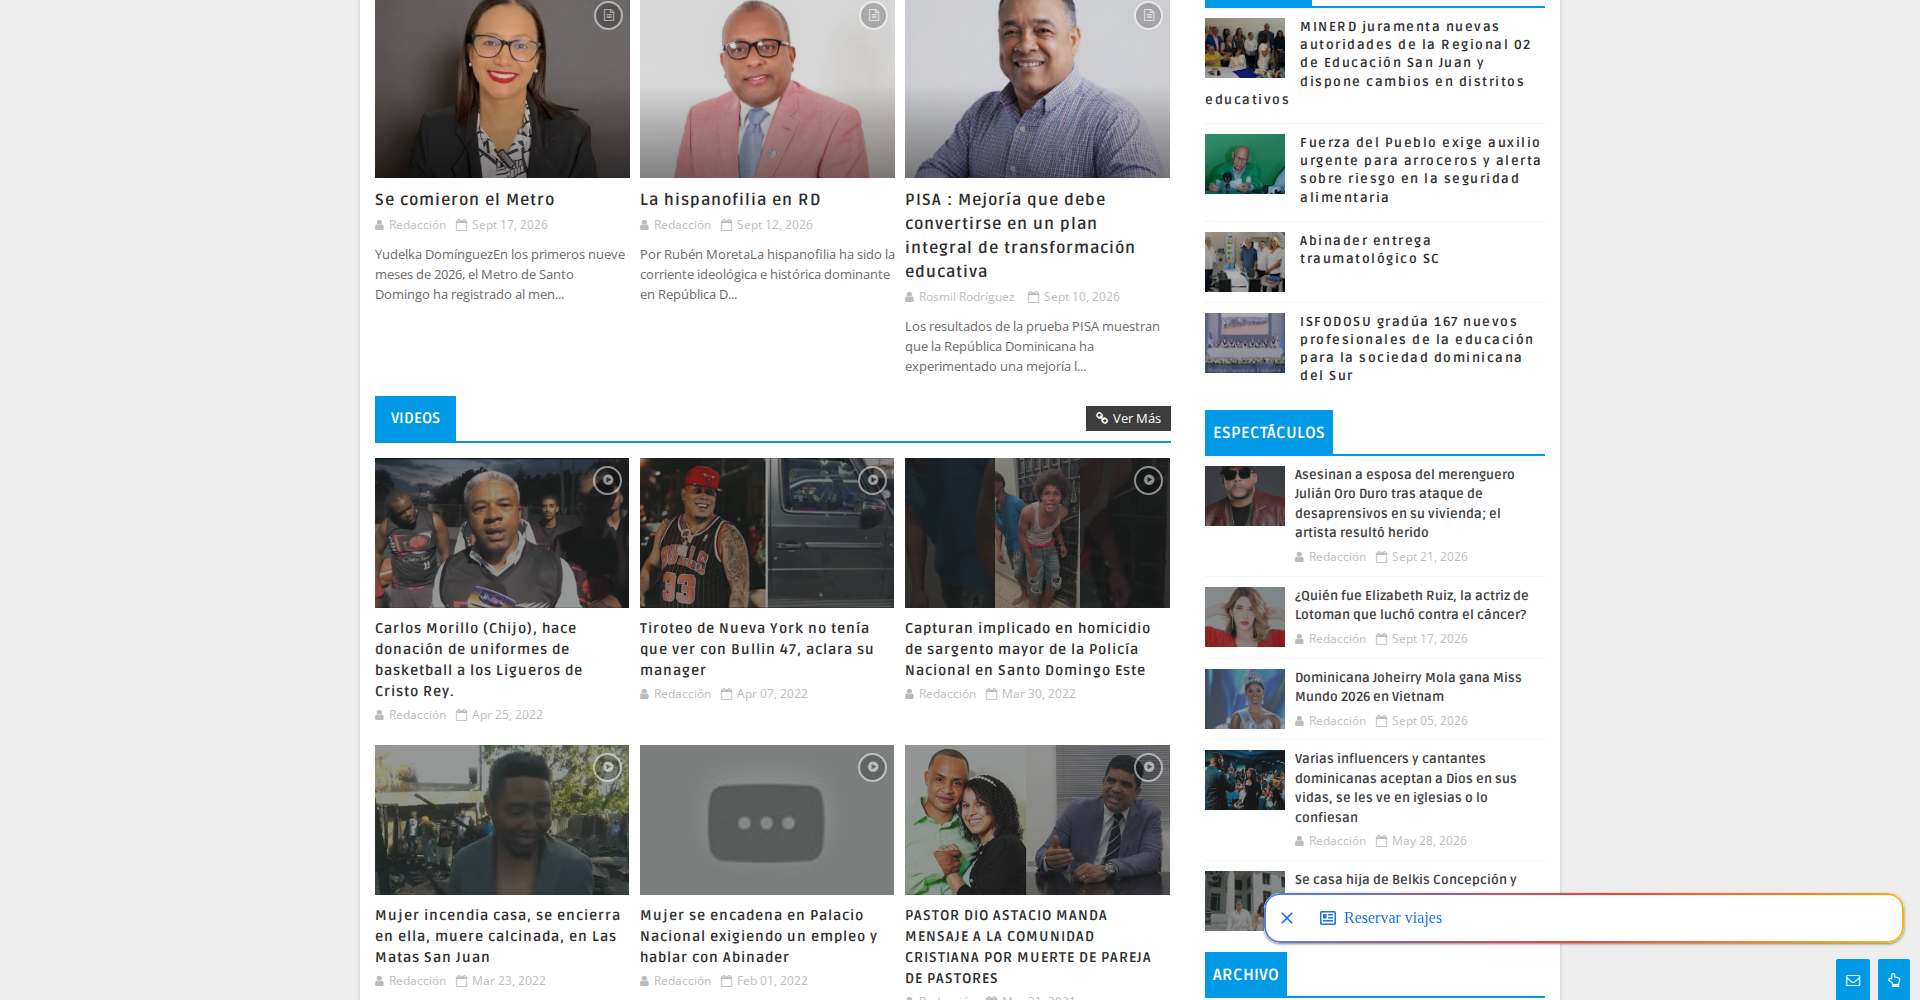 Se comieron el Metro
Redacción Sept 17, 2026
Yudelka DomínguezEn los primeros nueve
meses de 2026, el Metro de Santo
Domingo ha registrado al men...
La hispanofilia en RD
Redacción Sept 12, 2026
Por Rubén MoretaLa hispanofilia ha sido la
corriente ideológica e histórica dominante
en República D...
PISA : Mejoría que debe
convertirse en un plan
integral de transformación
educativa
Rosmil Rodríguez Sept 10, 2026
Los resultados de la prueba PISA muestran
que la República Dominicana ha
experimentado una mejoría l...
VIDEOS
Ver Más
Carlos Morillo (Chijo), hace
donación de uniformes de
basketball a los Ligueros de
Cristo Rey.
Redacción Apr 25, 2022
Tiroteo de Nueva York no tenía
que ver con Bullin 47, aclara su
manager
Redacción Apr 07, 2022
Capturan implicado en homicidio
de sargento mayor de la Policía
Nacional en Santo Domingo Este
Redacción Mar 30, 2022
Mujer incendia casa, se encierra
en ella, muere calcinada, en Las
Matas San Juan
Redacción Mar 23, 2022
Mujer se encadena en Palacio
Nacional exigiendo un empleo y
hablar con Abinader
Redacción Feb 01, 2022
PASTOR DIO ASTACIO MANDA
MENSAJE A LA COMUNIDAD
CRISTIANA POR MUERTE DE PAREJA
DE PASTORES
Redacción Mar 31, 2021
MINERD juramenta nuevas
autoridades de la Regional 02
de Educación San Juan y
dispone cambios en distritos
educativos
Fuerza del Pueblo exige auxilio
urgente para arroceros y alerta
sobre riesgo en la seguridad
alimentaria
Abinader entrega
traumatológico SC
ISFODOSU gradúa 167 nuevos
profesionales de la educación
para la sociedad dominicana
del Sur
ESPECTÁCULOS
Asesinan a esposa del merenguero
Julián Oro Duro tras ataque de
desaprensivos en su vivienda; el
artista resultó herido
Redacción Sept 21, 2026
¿Quién fue Elizabeth Ruiz, la actriz de
Lotoman que luchó contra el cáncer?
Redacción Sept 17, 2026
Dominicana Joheirry Mola gana Miss
Mundo 2026 en Vietnam
Redacción Sept 05, 2026
Varias influencers y cantantes
dominicanas aceptan a Dios en sus
vidas, se les ve en iglesias o lo
confiesan
Redacción May 28, 2026
Se casa hija de Belkis Concepción y
Reservar viajes
ARCHIVO